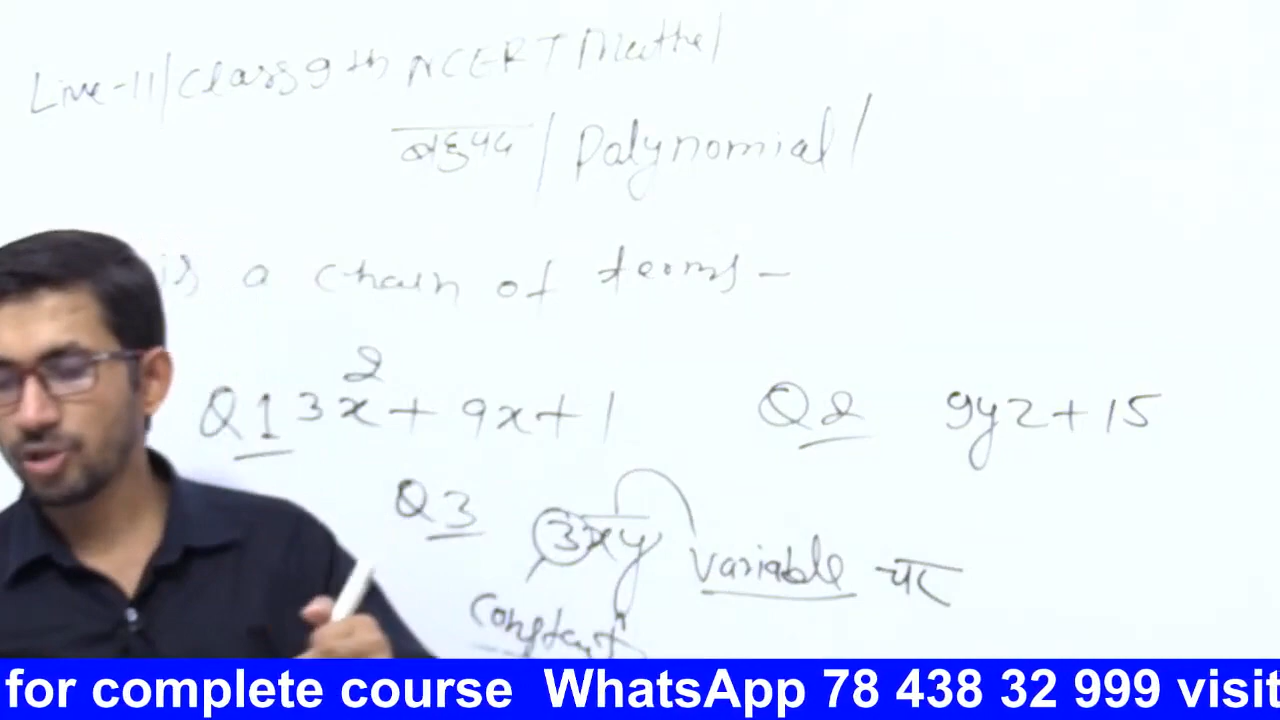 Live-11/Class 9th NCERT Maths/
बहुपद / Polynomial /
is a chain of terms -
Q1 3x² + 9x + 1 Q2 9yz + 15
Q3 3xy variable चर
Constant
for complete course WhatsApp 78 438 32 999 visit